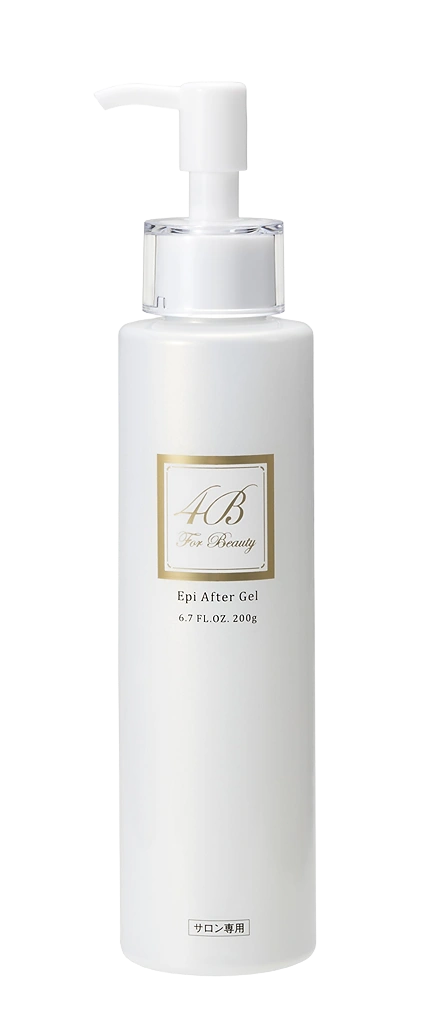 4B
For Beauty
Epi After Gel
6.7 FL.OZ. 200g
サロン専用